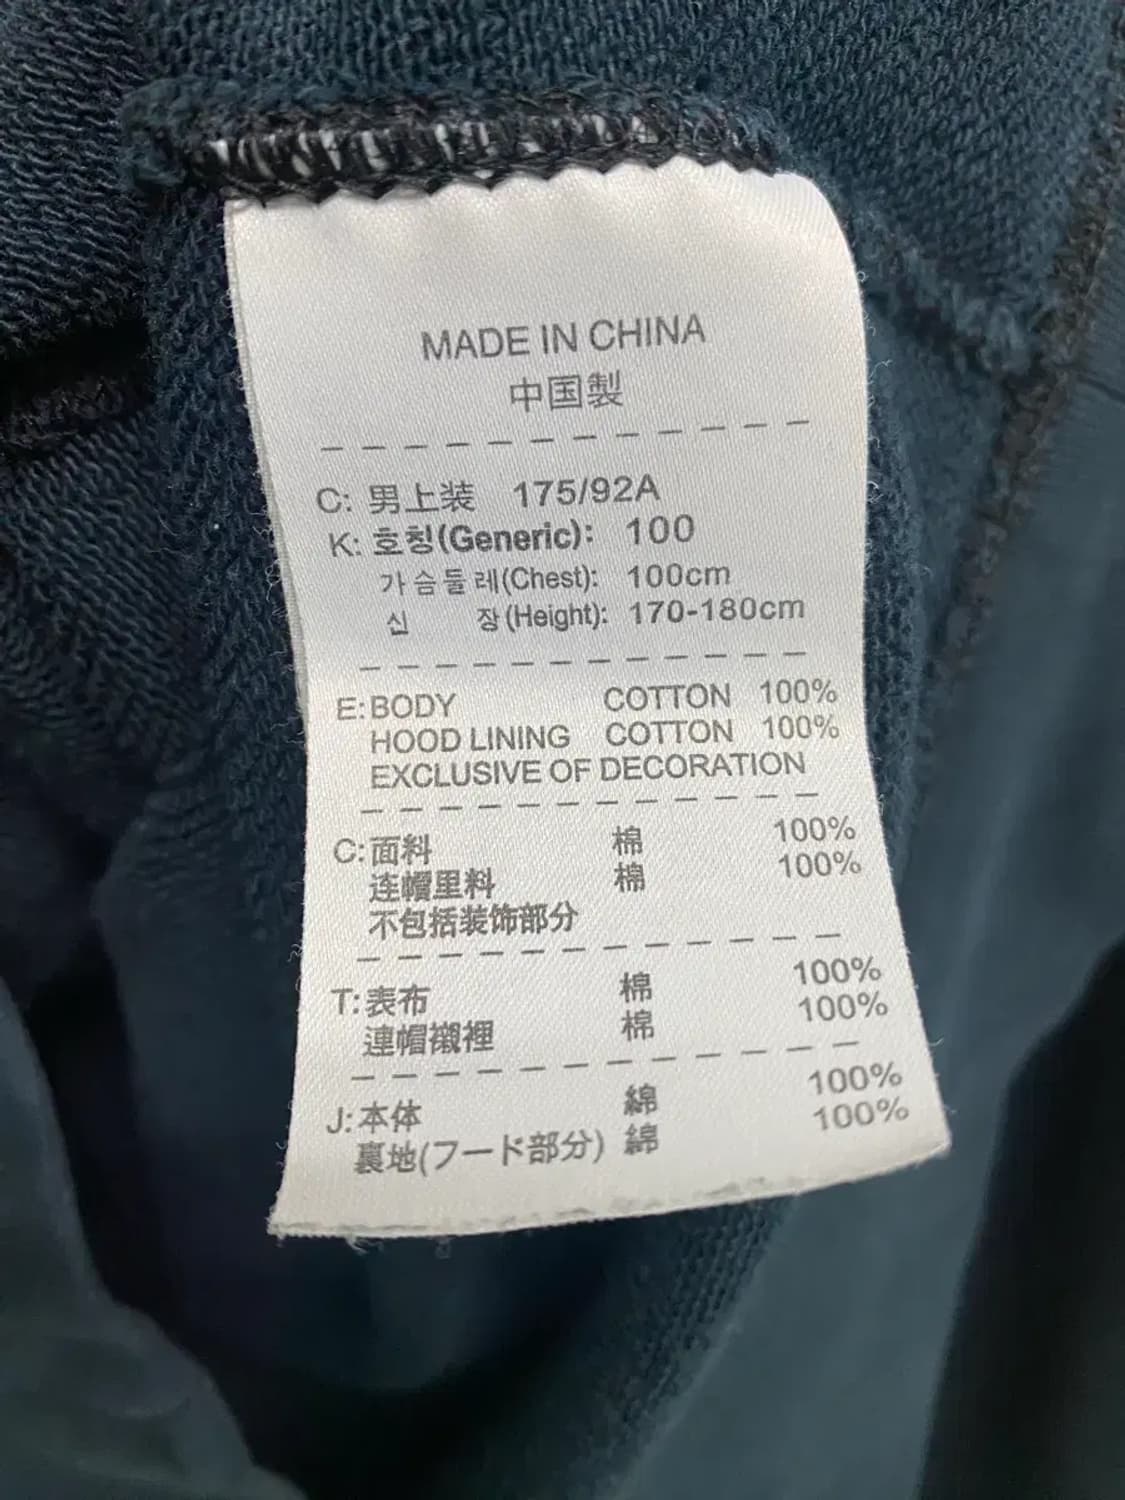 MADE IN CHINA
中国製
C: 男上装 175/92A
K: 호칭(Generic): 100
가슴둘레(Chest): 100cm
신 장(Height): 170-180cm
E: BODY COTTON 100%
HOOD LINING COTTON 100%
EXCLUSIVE OF DECORATION
C: 面料 棉 100%
连帽里料 棉 100%
不包括装饰部分
T: 表布 棉 100%
連帽襯裡 棉 100%
J: 本体 綿 100%
裏地(フード部分) 綿 100%